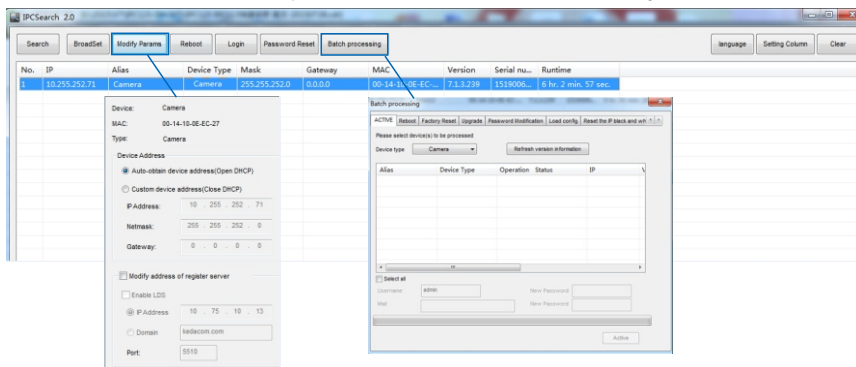 IPCSearch 2.0
Search BroadSet Modify Params Reboot Login Password Reset Batch processing language Setting Column Clear
No. IP Alias Device Type Mask Gateway MAC Version Serial nu... Runtime
1 10.255.252.71 Camera Camera 255.255.252.0 0.0.0.0 00-14-10-0E-EC-... 7.1.3.239 1519006... 6 hr. 2 min. 57 sec.
Device: Camera
MAC: 00-14-10-0E-EC-27
Type: Camera
Device Address
Auto-obtain device address(Open DHCP)
Custom device address(Close DHCP)
IP Address: 10 . 255 . 252 . 71
Netmask: 255 . 255 . 252 . 0
Gateway: 0 . 0 . 0 . 0
Modify address of register server
Enable LDS
IP Address 10 . 75 . 10 . 13
Domain kedacom.com
Port: 5510
Batch processing
ACTIVE Reboot Factory Reset Upgrade Password Modification Load config Reset the IP black and wh
Please select device(s) to be processed
Device type Camera Refresh version information
Alias Device Type Operation Status IP V
Select all
Username admin New Password
New Password
Active